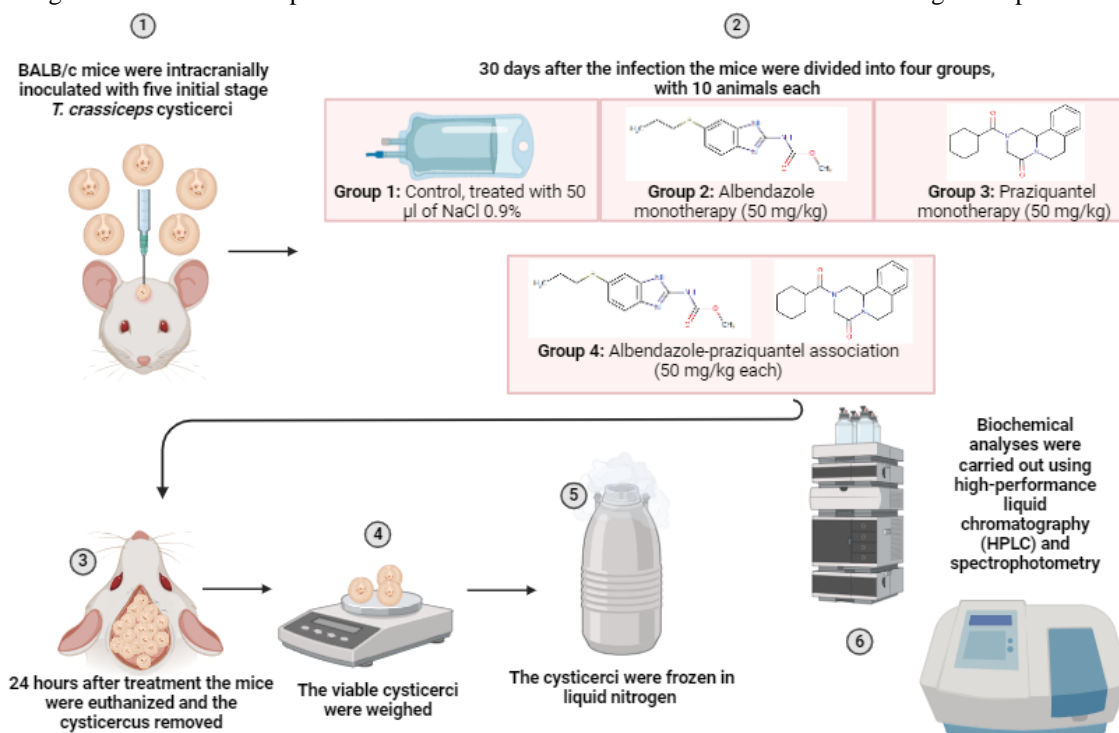 1
BALB/c mice were intracranially
inoculated with five initial stage
T. crassiceps cysticerci
2
30 days after the infection the mice were divided into four groups,
with 10 animals each
Group 1: Control, treated with 50
µl of NaCl 0.9%
Group 2: Albendazole
monotherapy (50 mg/kg)
Group 3: Praziquantel
monotherapy (50 mg/kg)
Group 4: Albendazole-praziquantel association
(50 mg/kg each)
3
24 hours after treatment the mice
were euthanized and the
cysticercus removed
4
The viable cysticerci
were weighed
5
The cysticerci were frozen in
liquid nitrogen
Biochemical
analyses were
carried out using
high-performance
liquid
chromatography
(HPLC) and
spectrophotometry
6